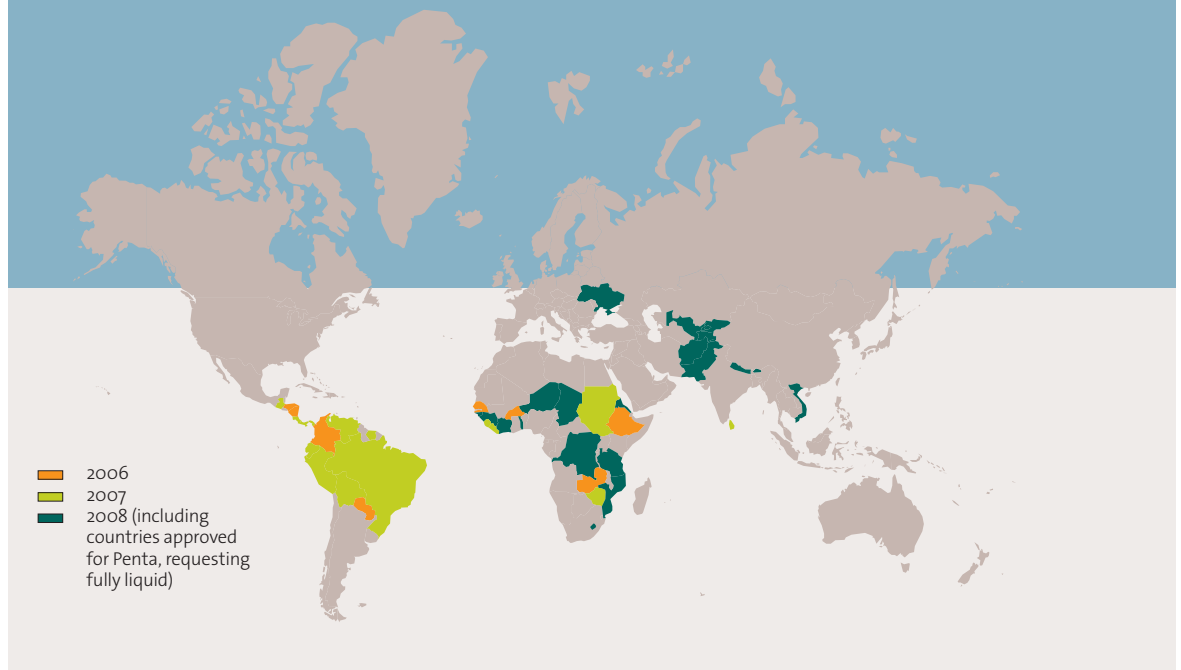 2006
2007
2008 (including
countries approved
for Penta, requesting
fully liquid)